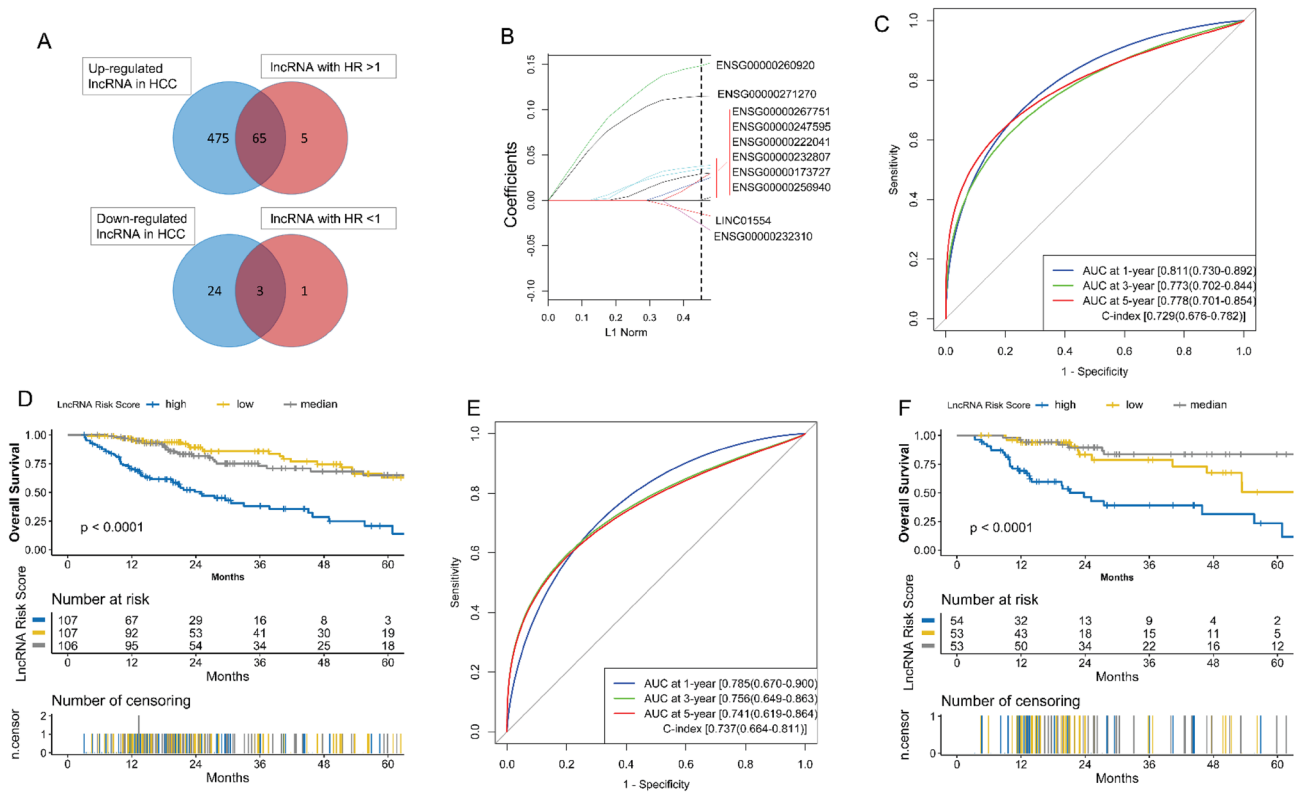 A
Up-regulated
lncRNA in HCC
lncRNA with HR >1
475
65
5
Down-regulated
lncRNA in HCC
lncRNA with HR <1
24
3
1
B
Coefficients
0.15
0.10
0.05
0.00
-0.05
-0.10
0.0 0.1 0.2 0.3 0.4
L1 Norm
ENSG00000260920
ENSG00000271270
ENSG00000267751
ENSG00000247595
ENSG00000222041
ENSG00000232807
ENSG00000173727
ENSG00000256940
LINC01554
ENSG00000232310
C
Sensitivity
1.0
0.8
0.6
0.4
0.2
0.0
AUC at 1-year [0.811(0.730-0.892)
AUC at 3-year [0.773(0.702-0.844)
AUC at 5-year [0.778(0.701-0.854)
C-index [0.729(0.676-0.782)]
0.0 0.2 0.4 0.6 0.8 1.0
1 - Specificity
D
LncRNA Risk Score high low median
Overall Survival
1.00
0.75
0.50
0.25
0.00
p < 0.0001
0 12 24 36 48 60
Months
Number at risk
LncRNA Risk Score
107 67 29 16 8 3
107 92 53 41 30 19
106 95 54 34 25 18
0 12 24 36 48 60
Months
Number of censoring
n.censor
2
1
0
0 12 24 36 48 60
Months
E
Sensitivity
1.0
0.8
0.6
0.4
0.2
0.0
AUC at 1-year [0.785(0.670-0.900)
AUC at 3-year [0.756(0.649-0.863)
AUC at 5-year [0.741(0.619-0.864)
C-index [0.737(0.664-0.811)]
0.0 0.2 0.4 0.6 0.8 1.0
1 - Specificity
F
LncRNA Risk Score high low median
Overall Survival
1.00
0.75
0.50
0.25
0.00
p < 0.0001
0 12 24 36 48 60
Months
Number at risk
LncRNA Risk Score
54 32 13 9 4 2
53 43 18 15 11 5
53 50 34 22 16 12
0 12 24 36 48 60
Months
Number of censoring
n.censor
1
0
0 12 24 36 48 60
Months